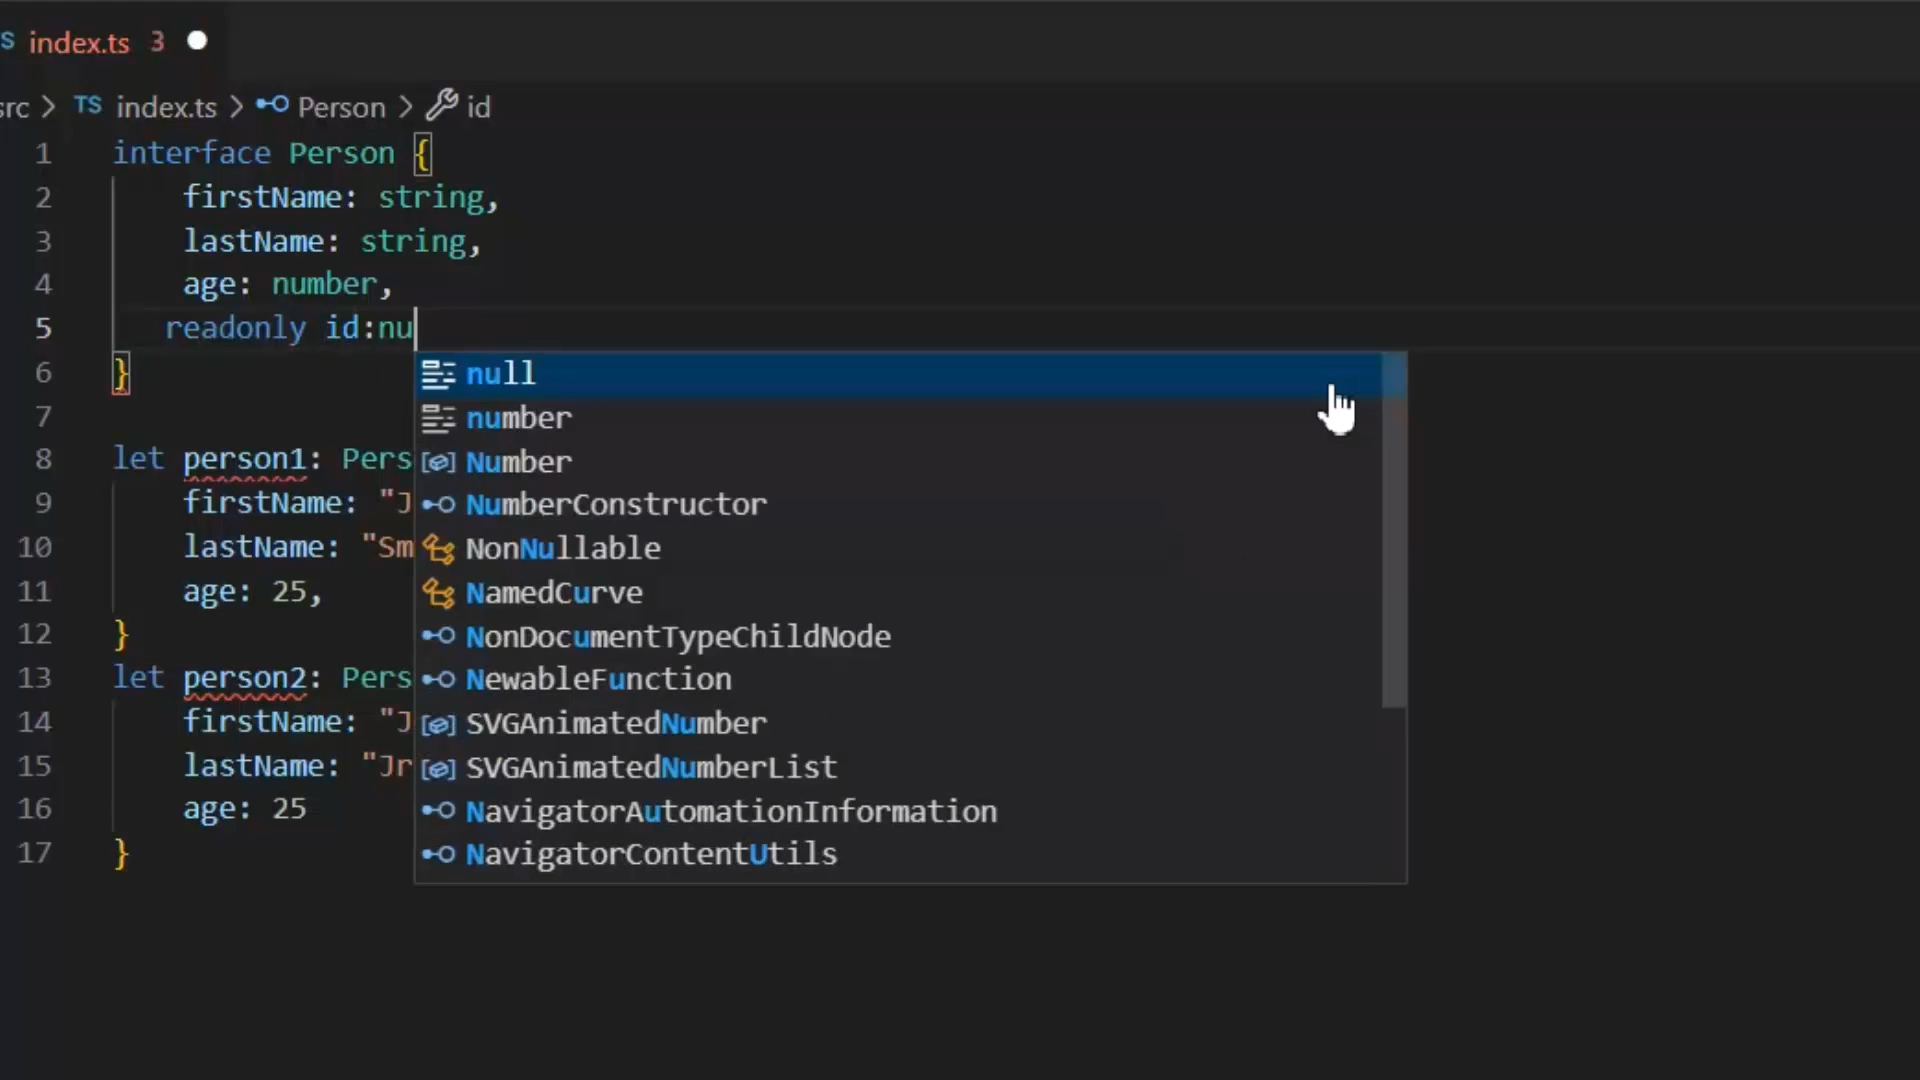 index.ts 3
src > TS index.ts > Person > id
1 interface Person {
2 firstName: string,
3 lastName: string,
4 age: number,
5 readonly id:nu
6 }
7
8 let person1: Pers
9 firstName: "J
10 lastName: "Sm
11 age: 25,
12 }
13 let person2: Pers
14 firstName: "J
15 lastName: "Jr
16 age: 25
17 }
null
number
Number
NumberConstructor
NonNullable
NamedCurve
NonDocumentTypeChildNode
NewableFunction
SVGAnimatedNumber
SVGAnimatedNumberList
NavigatorAutomationInformation
NavigatorContentUtils